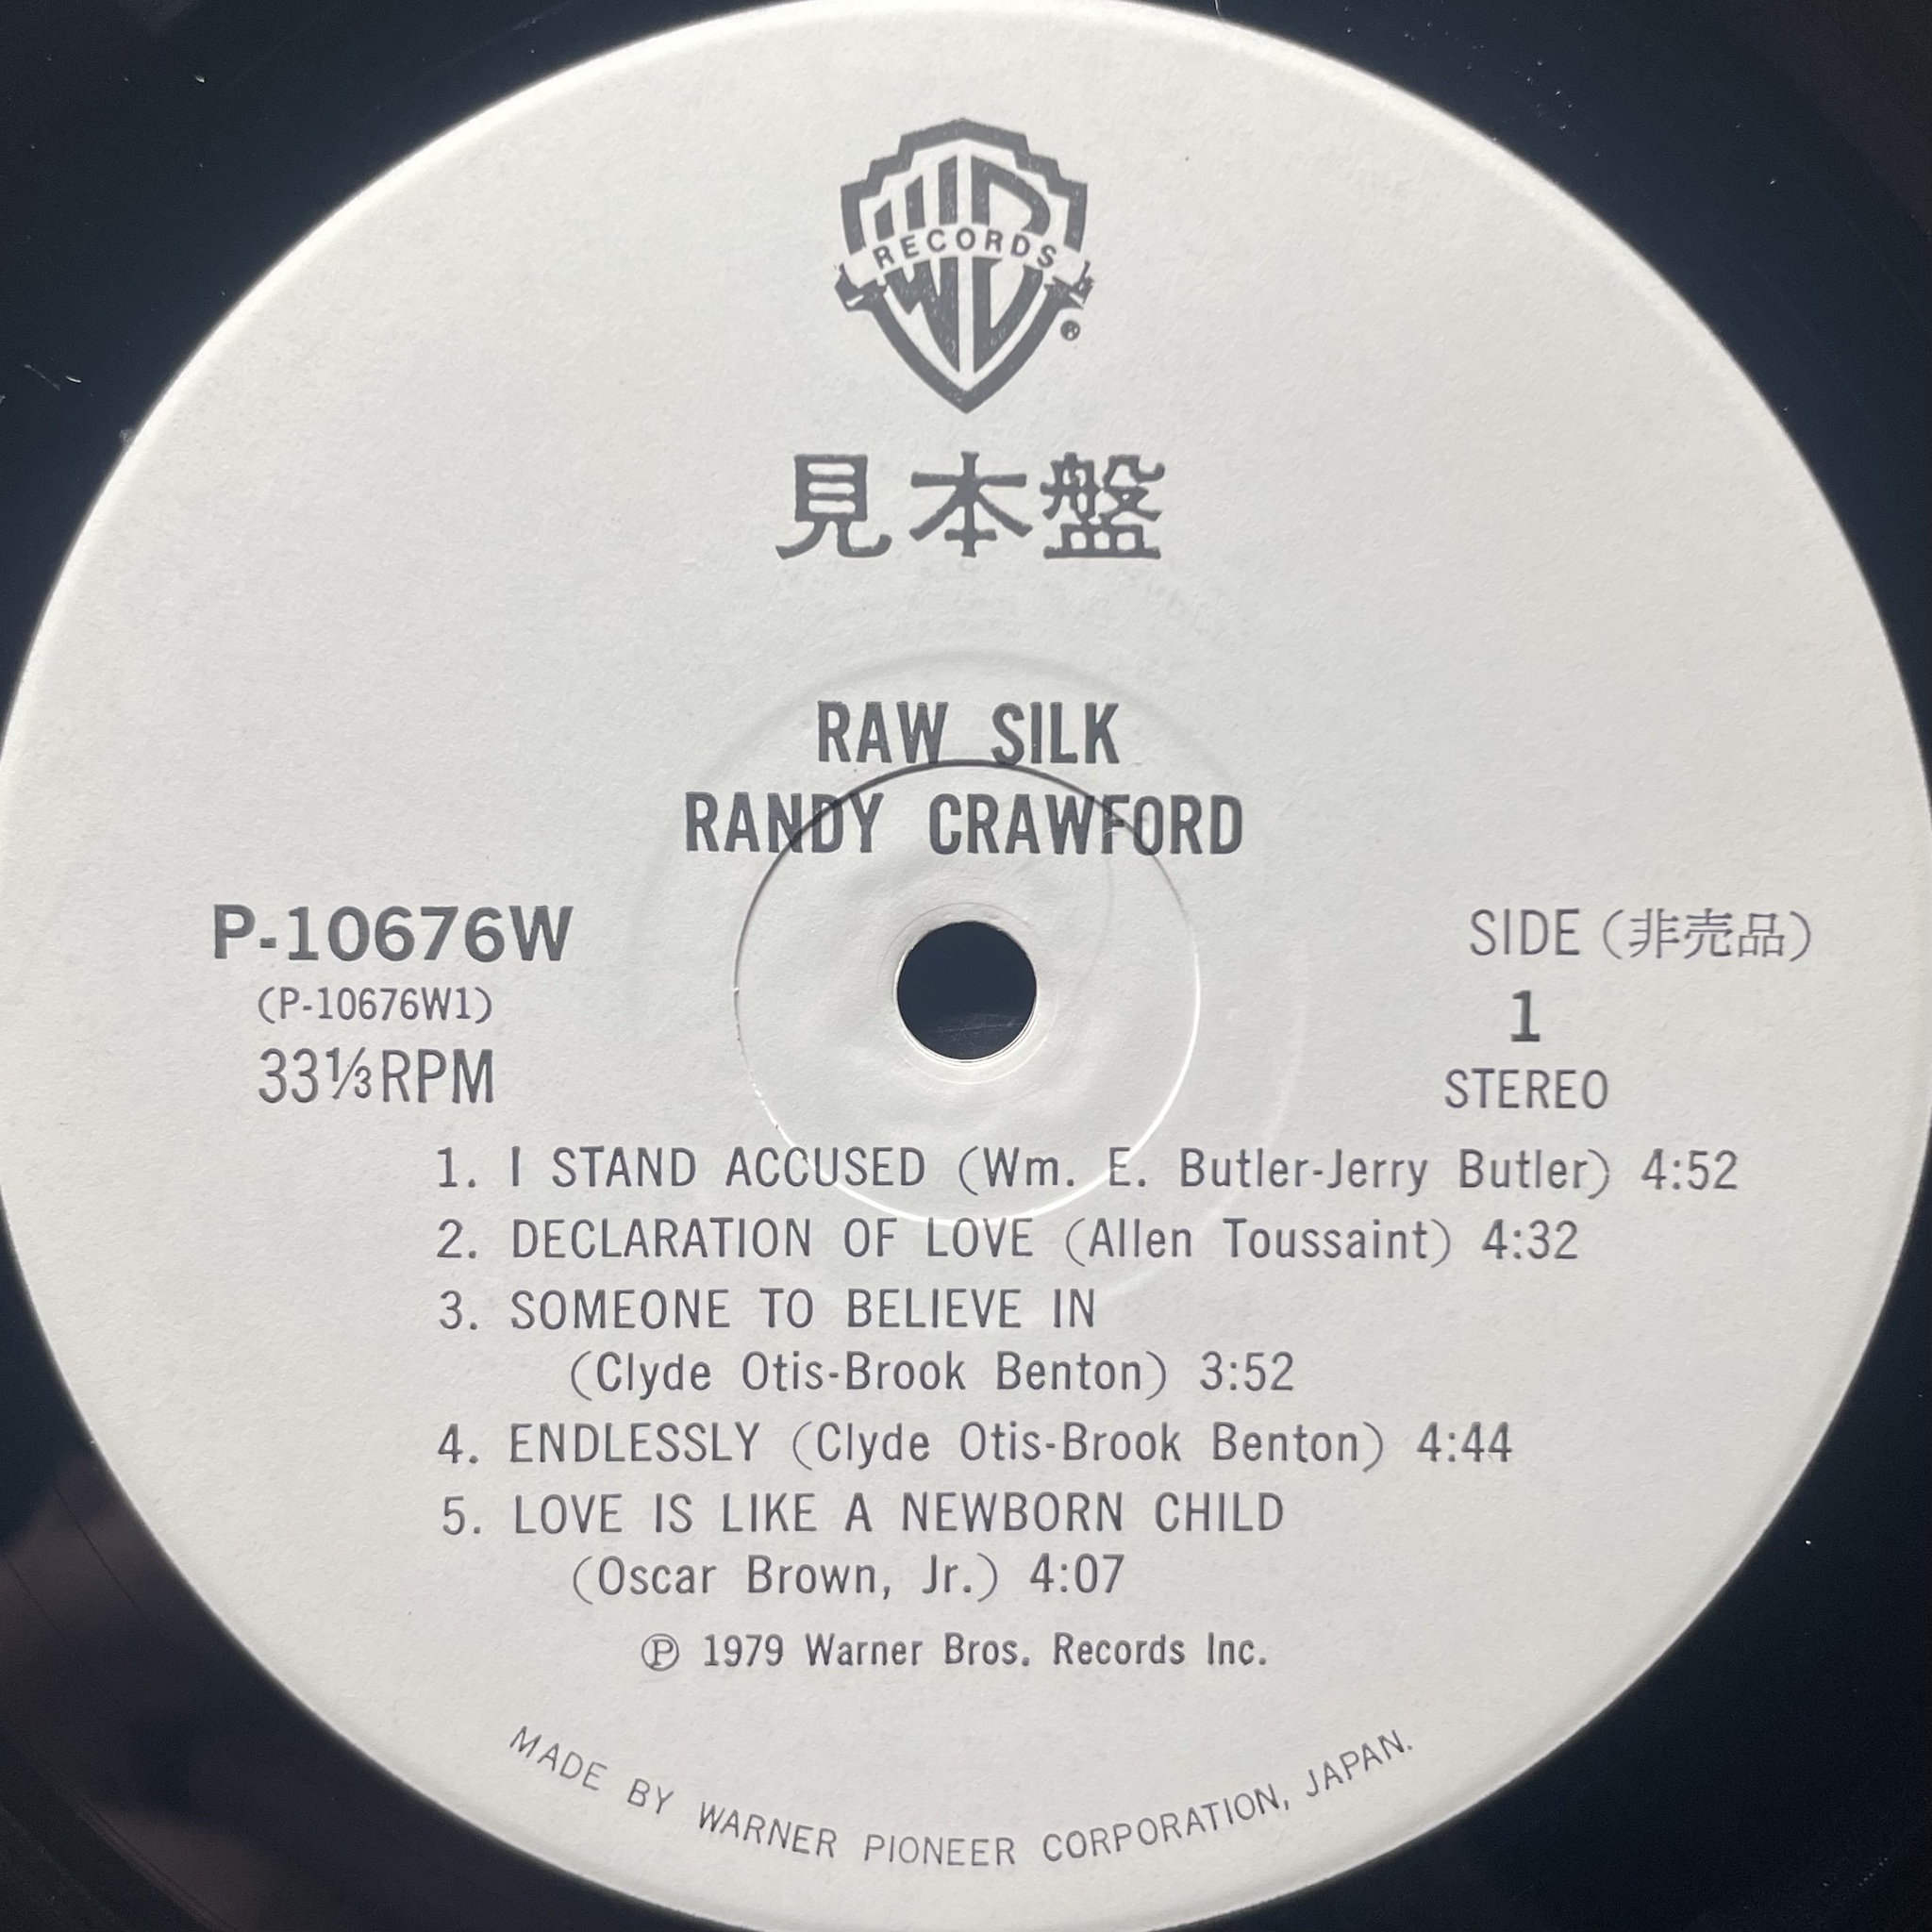 RECORDS
®
見本盤
RAW SILK
RANDY CRAWFORD
P-10676W
(P-10676W1)
33⅓RPM
SIDE (非売品)
1
STEREO
1. I STAND ACCUSED (Wm. E. Butler-Jerry Butler) 4:52
2. DECLARATION OF LOVE (Allen Toussaint) 4:32
3. SOMEONE TO BELIEVE IN
(Clyde Otis-Brook Benton) 3:52
4. ENDLESSLY (Clyde Otis-Brook Benton) 4:44
5. LOVE IS LIKE A NEWBORN CHILD
(Oscar Brown, Jr.) 4:07
Ⓟ 1979 Warner Bros. Records Inc.
MADE BY WARNER PIONEER CORPORATION, JAPAN.